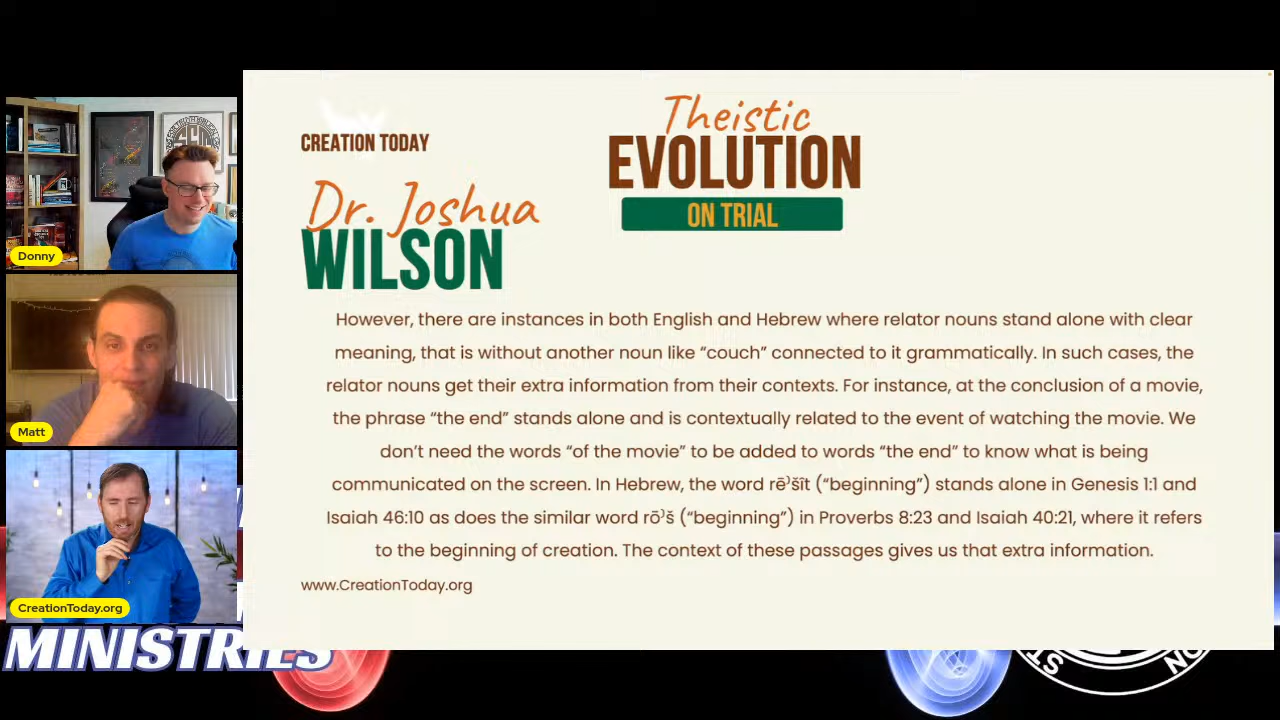 CREATION TODAY
Theistic
EVOLUTION
ON TRIAL
Dr. Joshua
WILSON
However, there are instances in both English and Hebrew where relator nouns stand alone with clear
meaning, that is without another noun like “couch” connected to it grammatically. In such cases, the
relator nouns get their extra information from their contexts. For instance, at the conclusion of a movie,
the phrase “the end” stands alone and is contextually related to the event of watching the movie. We
don’t need the words “of the movie” to be added to words “the end” to know what is being
communicated on the screen. In Hebrew, the word rēʾšît (“beginning”) stands alone in Genesis 1:1 and
Isaiah 46:10 as does the similar word rōʾš (“beginning”) in Proverbs 8:23 and Isaiah 40:21, where it refers
to the beginning of creation. The context of these passages gives us that extra information.
www.CreationToday.org
Donny
Matt
CreationToday.org
MINISTRIES